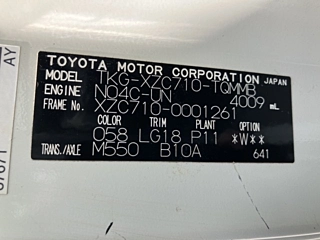 TOYOTA MOTOR CORPORATION JAPAN
MODEL TKG-XZC710-TQMMB
ENGINE N04C-UN 4009 mL
FRAME No. XZC710-0001261
COLOR TRIM PLANT OPTION
058 LG18 P11 *W**
TRANS./AXLE M550 B10A 641
AY